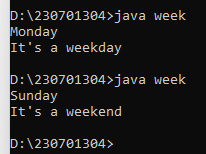 D:\230701304>java week
Monday
It's a weekday
D:\230701304>java week
Sunday
It's a weekend
D:\230701304>